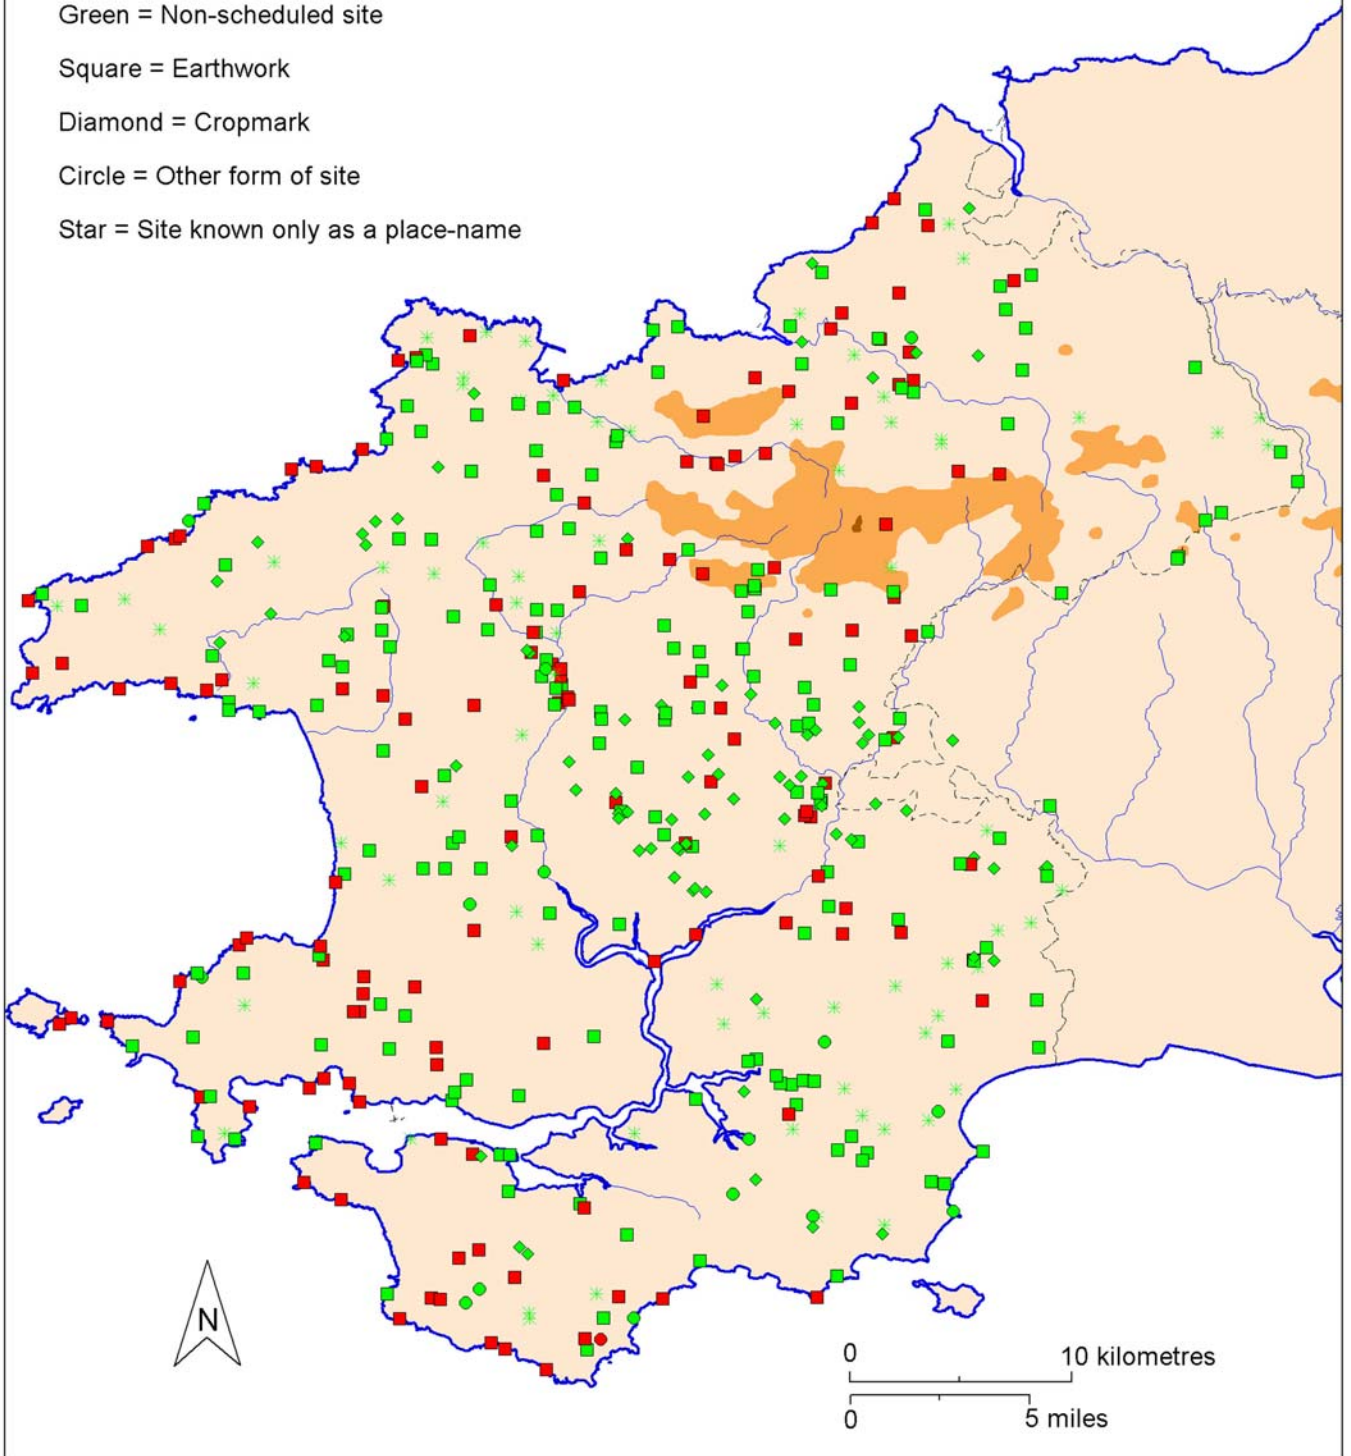 Green = Non-scheduled site
Square = Earthwork
Diamond = Cropmark
Circle = Other form of site
Star = Site known only as a place-name
N
0 10 kilometres
0 5 miles